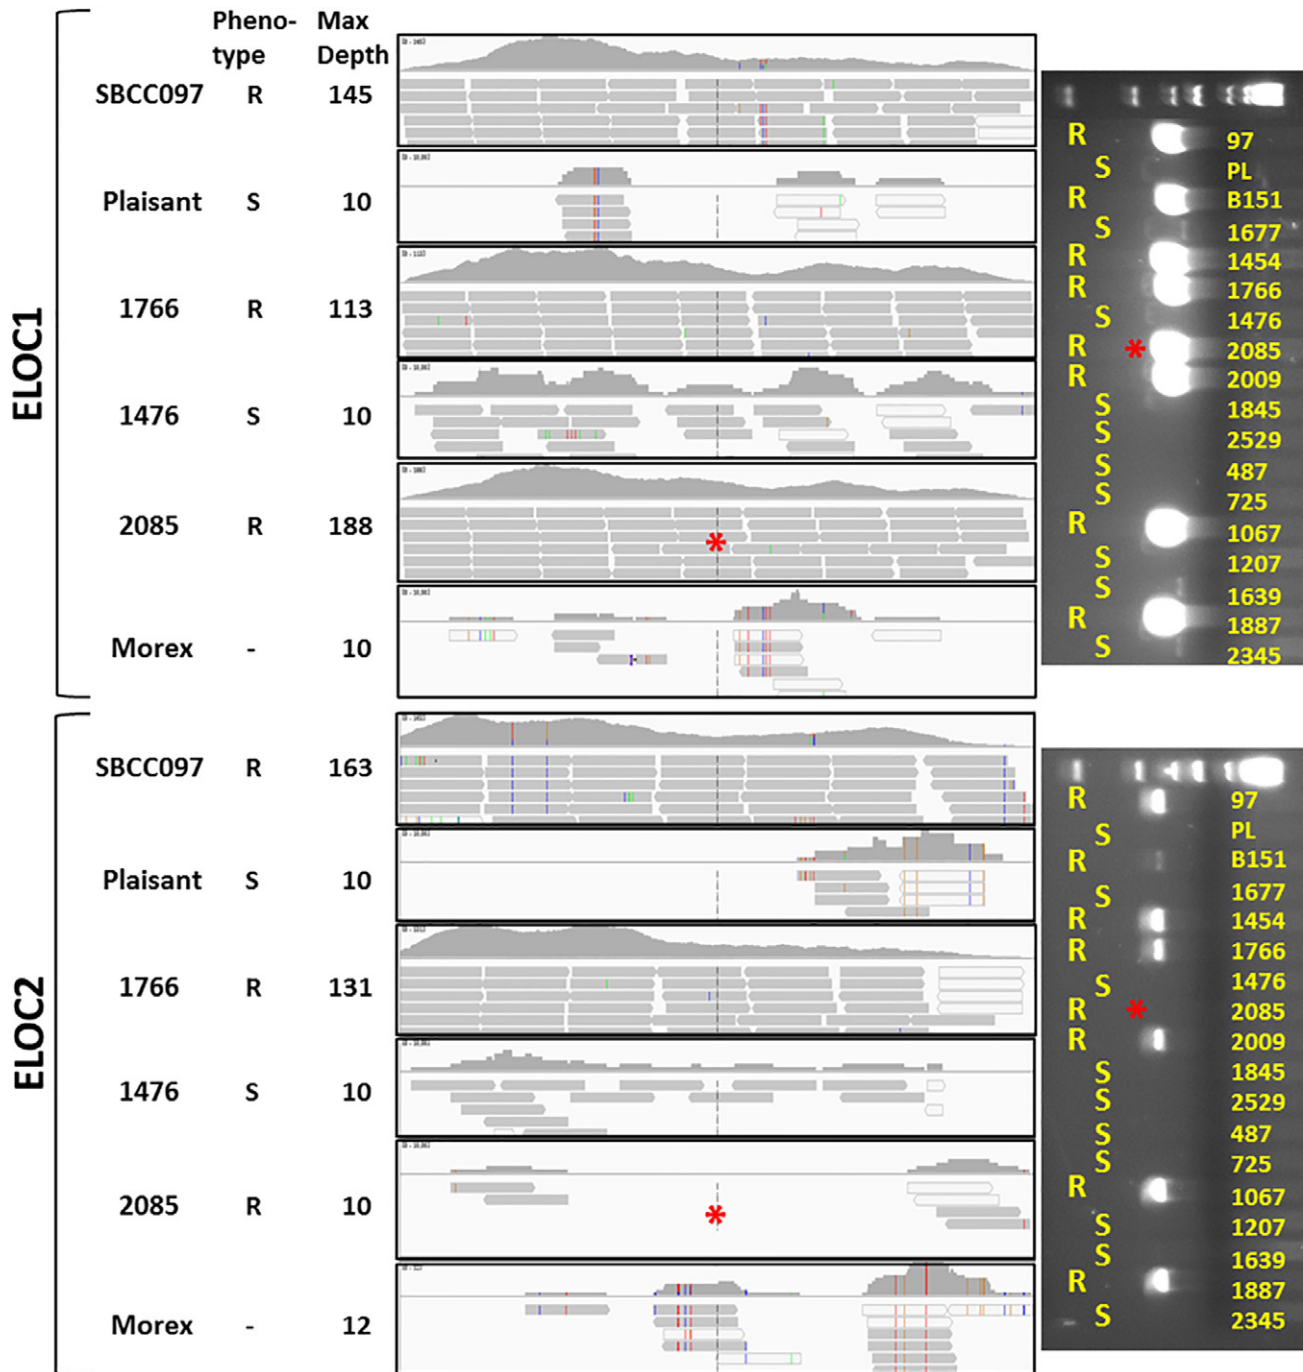 Pheno-
type
Max
Depth
ELOC1
SBCC097 R 145
Plaisant S 10
1766 R 113
1476 S 10
2085 R 188
*
Morex - 10
R 97
S PL
R B151
S 1677
R 1454
R 1766
S 1476
R * 2085
R 2009
S 1845
S 2529
S 487
S 725
R 1067
S 1207
S 1639
R 1887
S 2345
ELOC2
SBCC097 R 163
Plaisant S 10
1766 R 131
1476 S 10
2085 R 10
*
Morex - 12
R 97
S PL
R B151
S 1677
R 1454
R 1766
S 1476
R * 2085
R 2009
S 1845
S 2529
S 487
S 725
R 1067
S 1207
S 1639
R 1887
S 2345